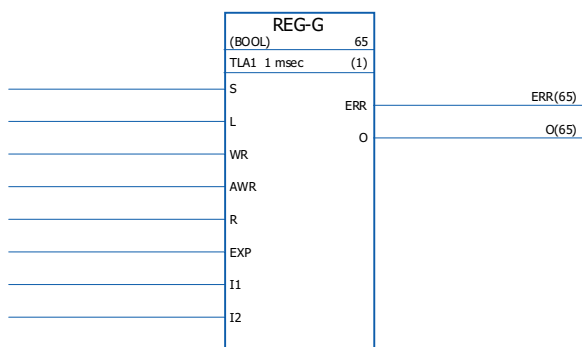 REG-G
(BOOL) 65
TLA1 1 msec (1)
S
ERR ERR(65)
L
O O(65)
WR
AWR
R
EXP
I1
I2